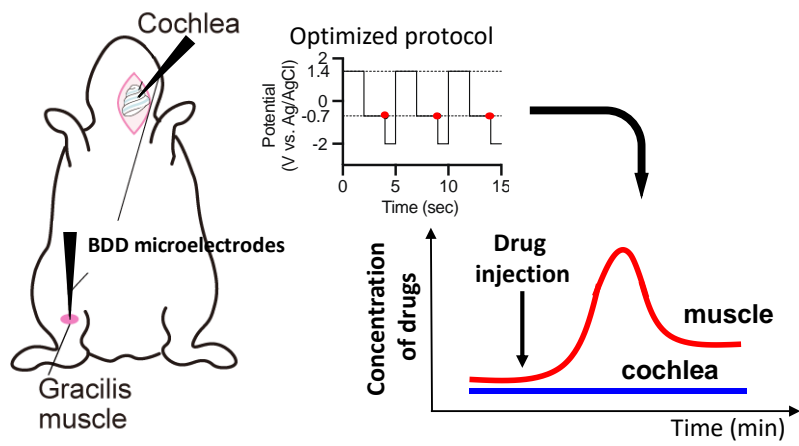 Cochlea
BDD microelectrodes
Gracilis
muscle
Optimized protocol
Potential
(V vs. Ag/AgCl)
2
1.4
0
-0.7
-2
0 5 10 15
Time (sec)
Drug
injection
Concentration
of drugs
muscle
cochlea
Time (min)